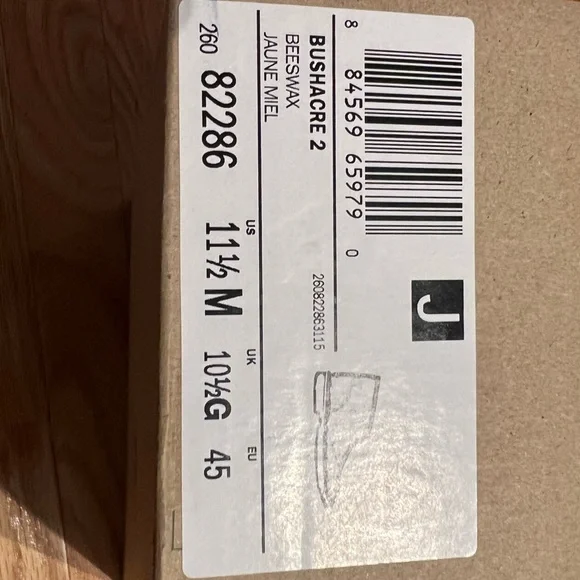 8 84569 65979 0
J
BUSHACRE 2
BEESWAX
JAUNE MIEL
260822863115
US UK EU
260 82286 11½ M 10½G 45